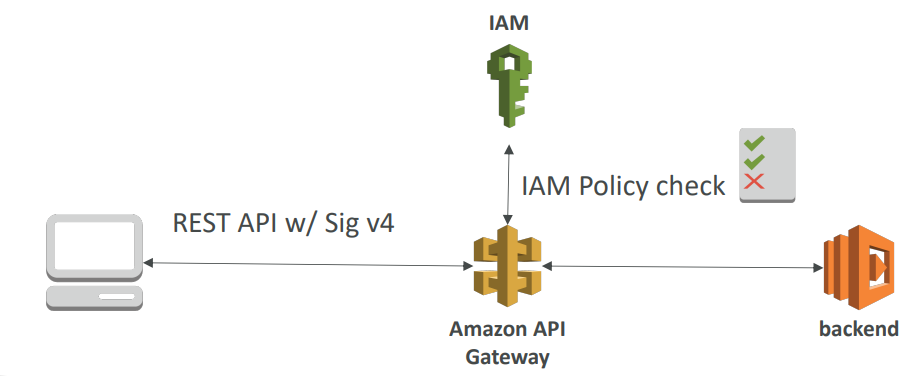 IAM
IAM Policy check
REST API w/ Sig v4
Amazon API
Gateway
backend